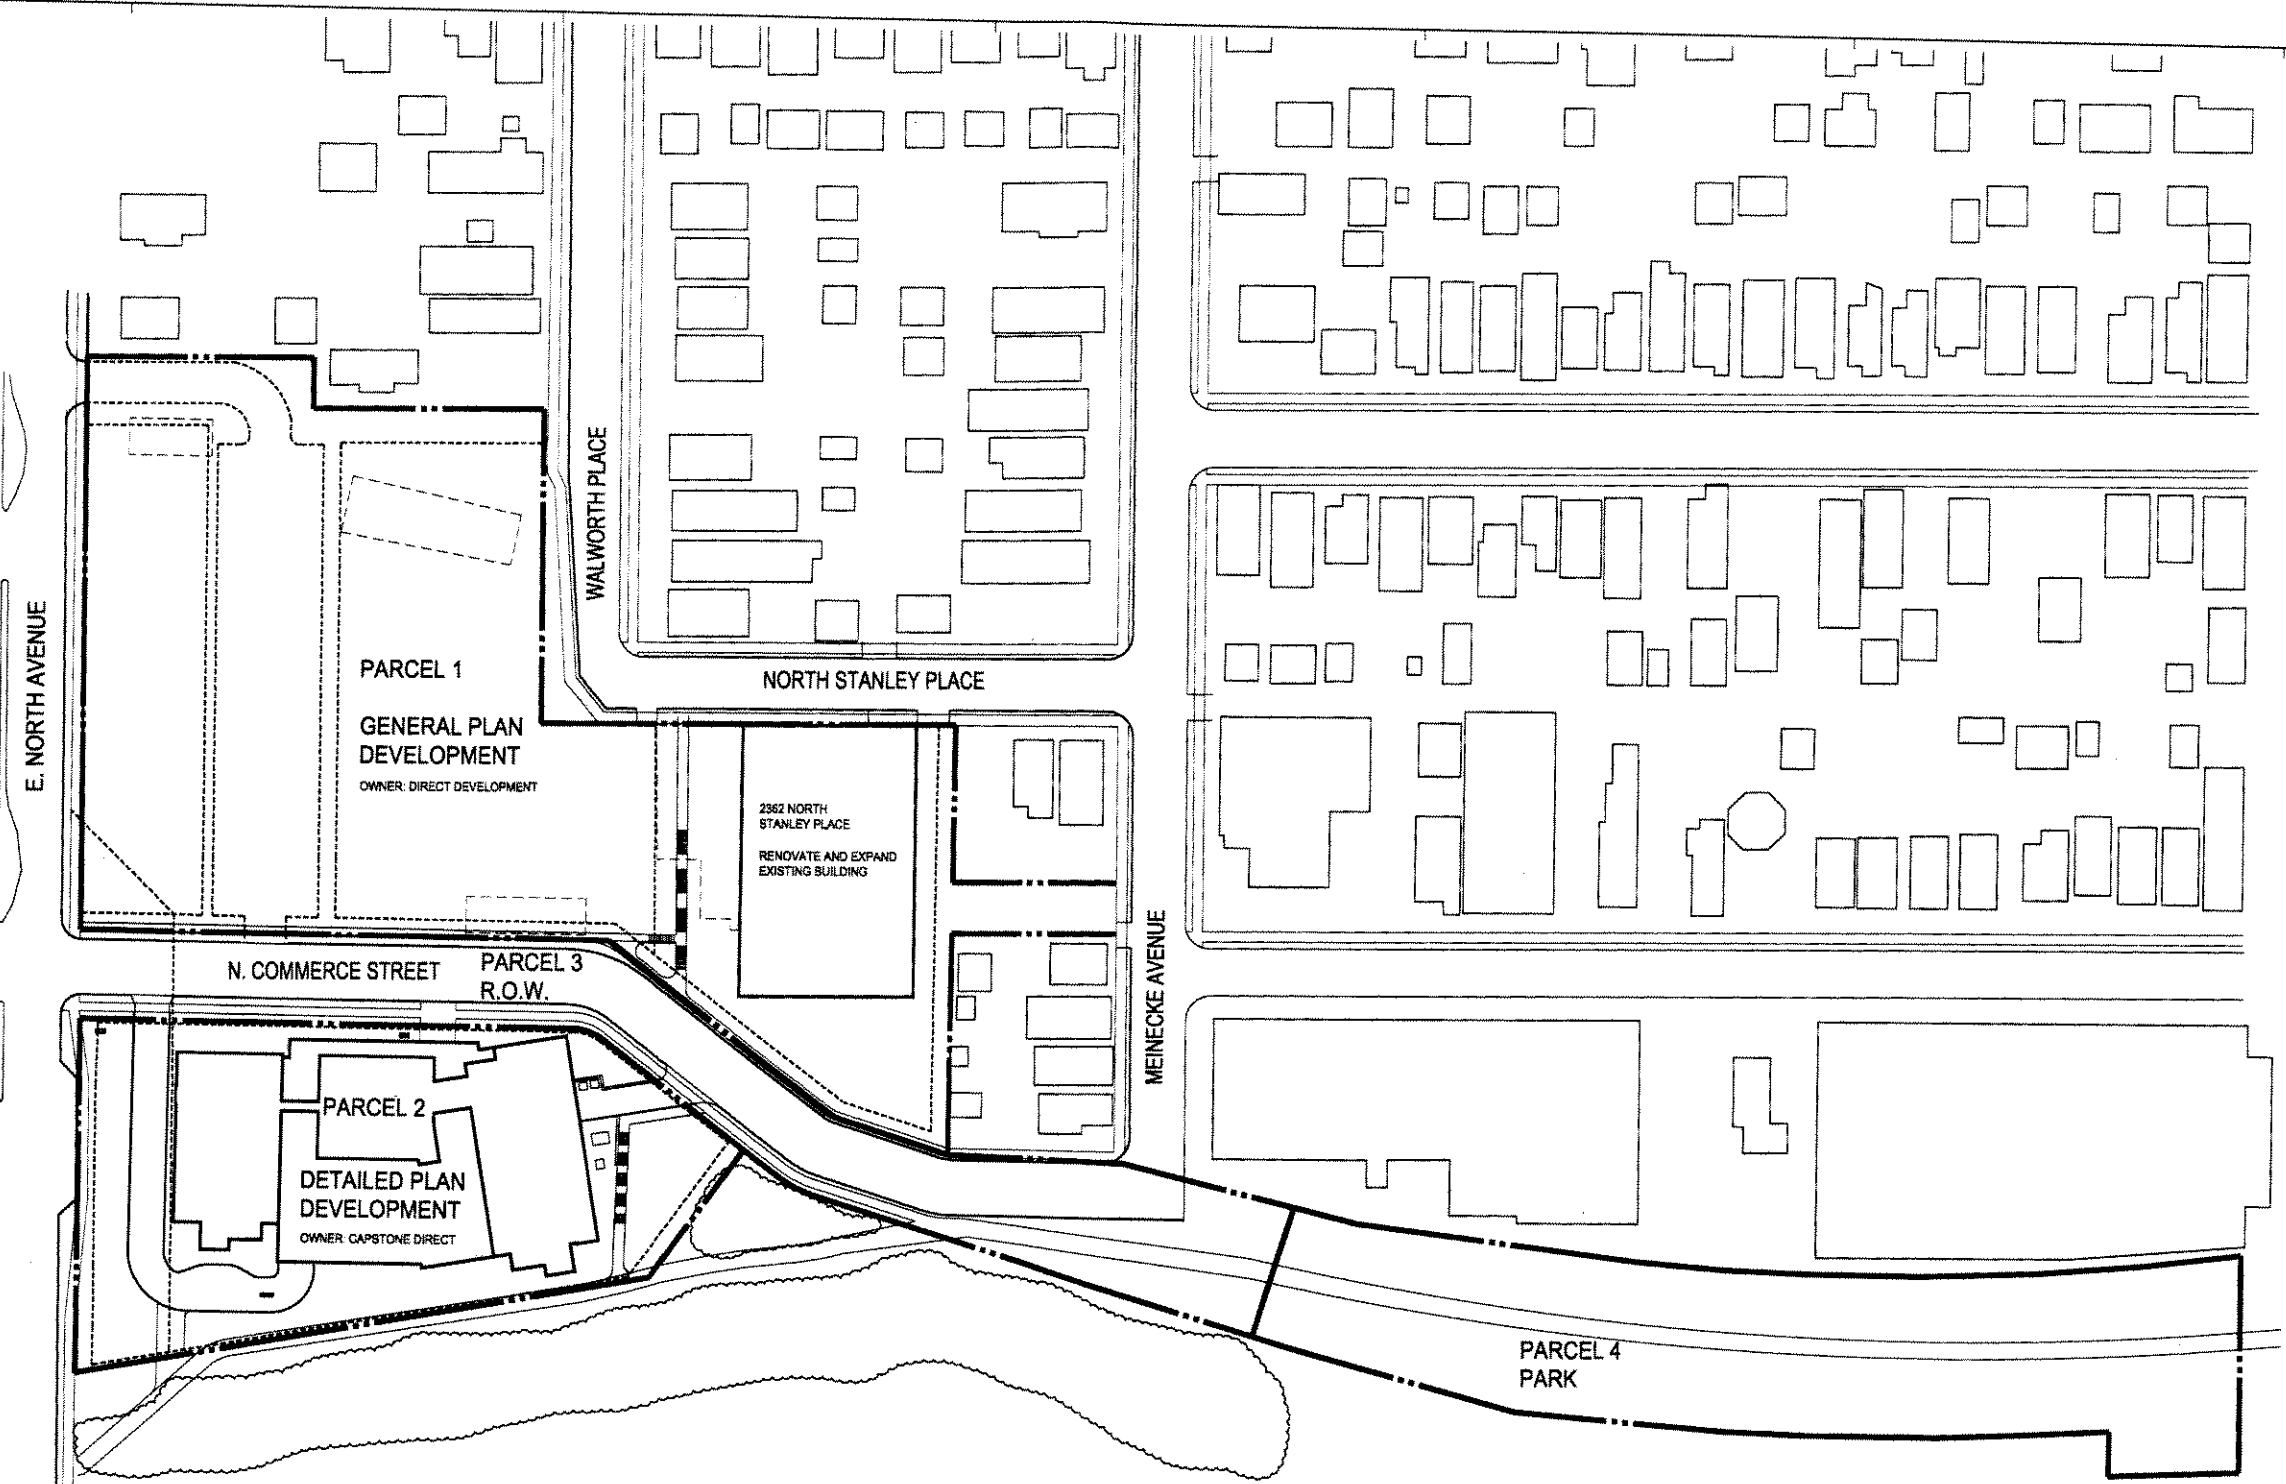 WALWORTH PLACE
E. NORTH AVENUE
PARCEL 1
GENERAL PLAN
DEVELOPMENT
OWNER: DIRECT DEVELOPMENT
NORTH STANLEY PLACE
2362 NORTH
STANLEY PLACE
RENOVATE AND EXPAND
EXISTING BUILDING
MEINECKE AVENUE
N. COMMERCE STREET
PARCEL 3
R.O.W.
PARCEL 2
DETAILED PLAN
DEVELOPMENT
OWNER: CAPSTONE DIRECT
PARCEL 4
PARK